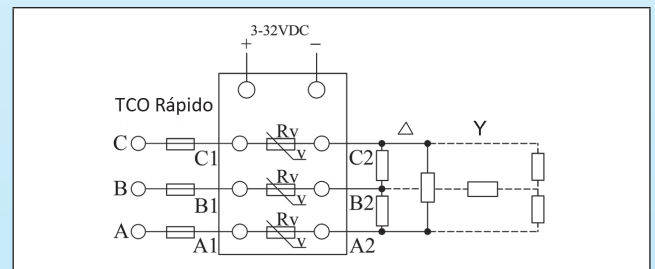 3-32VDC
+ −
TCO Rápido
△ Y
C C1 Rv v C2
B B1 Rv v B2
A A1 Rv v A2